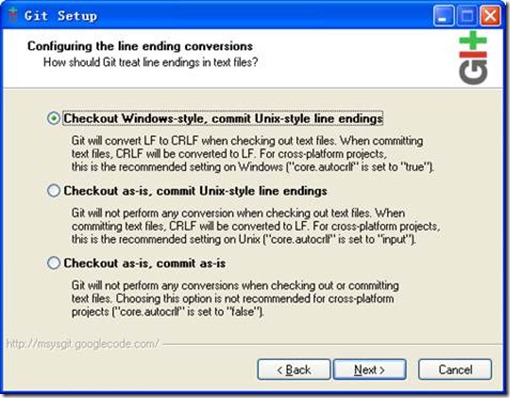 Git Setup
Configuring the line ending conversions
How should Git treat line endings in text files?
Git
Checkout Windows-style, commit Unix-style line endings
Git will convert LF to CRLF when checking out text files. When committing
text files, CRLF will be converted to LF. For cross-platform projects,
this is the recommended setting on Windows ("core.autocrlf" is set to "true").
Checkout as-is, commit Unix-style line endings
Git will not perform any conversion when checking out text files. When
committing text files, CRLF will be converted to LF. For cross-platform projects,
this is the recommended setting on Unix ("core.autocrlf" is set to "input").
Checkout as-is, commit as-is
Git will not perform any conversions when checking out or committing
text files. Choosing this option is not recommended for cross-platform
projects ("core.autocrlf" is set to "false").
http://msysgit.googlecode.com/
< Back
Next >
Cancel